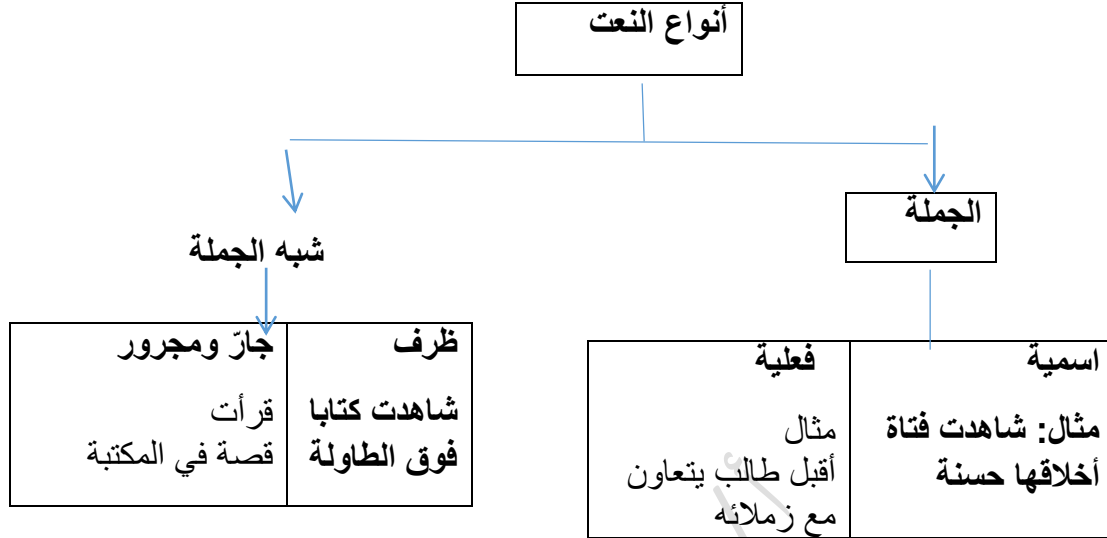 أنواع النعت
الجملة
شبه الجملة
اسمية
مثال: شاهدت فتاة
أخلاقها حسنة
فعلية
مثال
أقبل طالب يتعاون
مع زملائه
ظرف
شاهدت كتابا
فوق الطاولة
جارّ ومجرور
قرأت
قصة في المكتبة